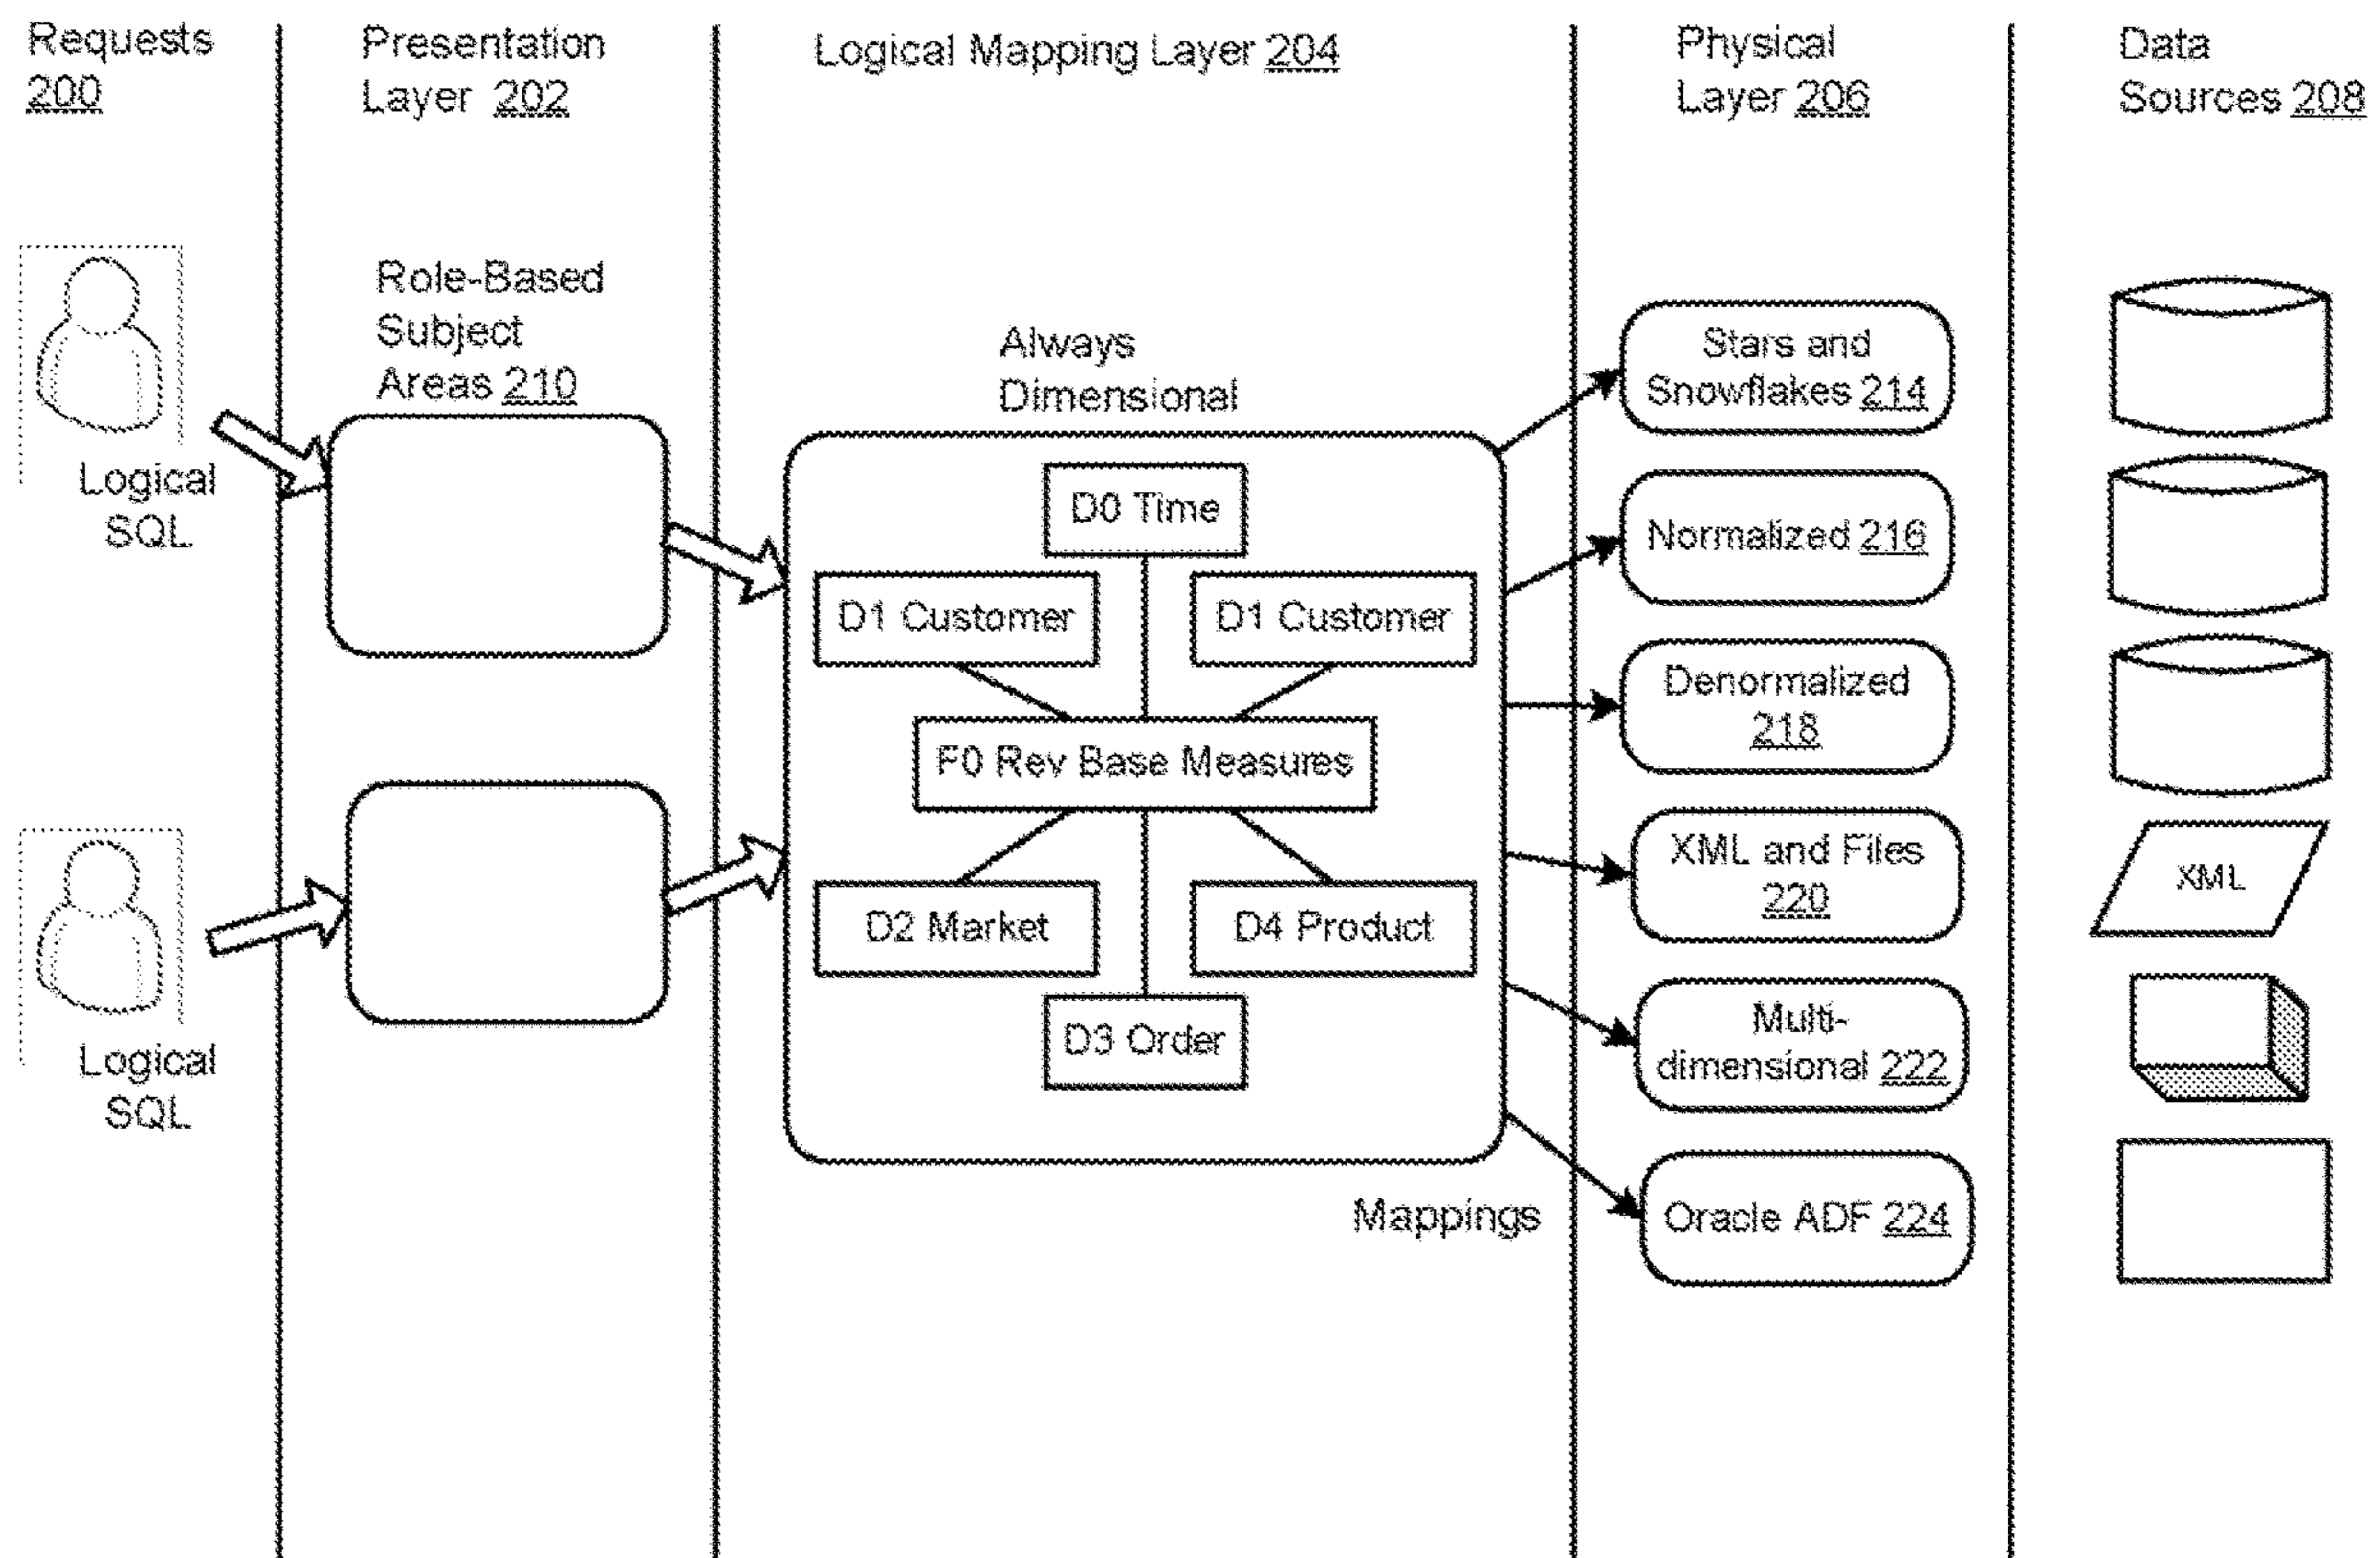 Requests
200
Presentation
Layer 202
Logical Mapping Layer 204
Physical
Layer 206
Data
Sources 208
Logical
SQL
Logical
SQL
Role-Based
Subject
Areas 210
Always
Dimensional
D0 Time
D1 Customer
D1 Customer
F0 Rev Base Measures
D2 Market
D4 Product
D3 Order
Mappings
Stars and
Snowflakes 214
Normalized 216
Denormalized
218
XML and Files
220
Multi-
dimensional 222
Oracle ADF 224
XML